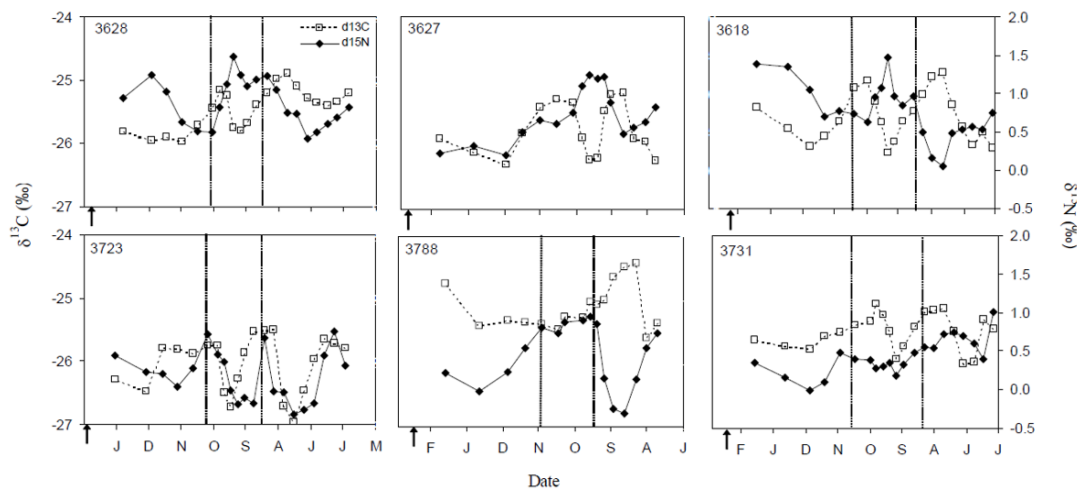 -24 3628 d13C 3627 3618 2.0
d15N
1.5
-25
1.0
0.5
-26
0.0
-27 -0.5
δ¹³C (‰) δ¹⁵N (‰)
-24 3723 3788 3731 2.0
1.5
-25
1.0
0.5
-26
0.0
-27 -0.5
J D N O S A J J M F D N O S A J F D N O S A J J
Date